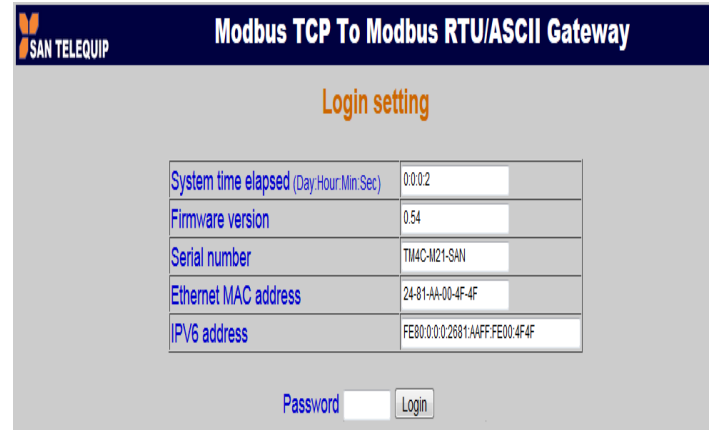 SAN TELEQUIP
Modbus TCP To Modbus RTU/ASCII Gateway
Login setting
System time elapsed (Day:Hour:Min:Sec) 0:0:0:2
Firmware version 0.54
Serial number TM4C-M21-SAN
Ethernet MAC address 24-81-AA-00-4F-4F
IPV6 address FE80:0:0:0:2681:AAFF:FE00:4F4F
Password Login